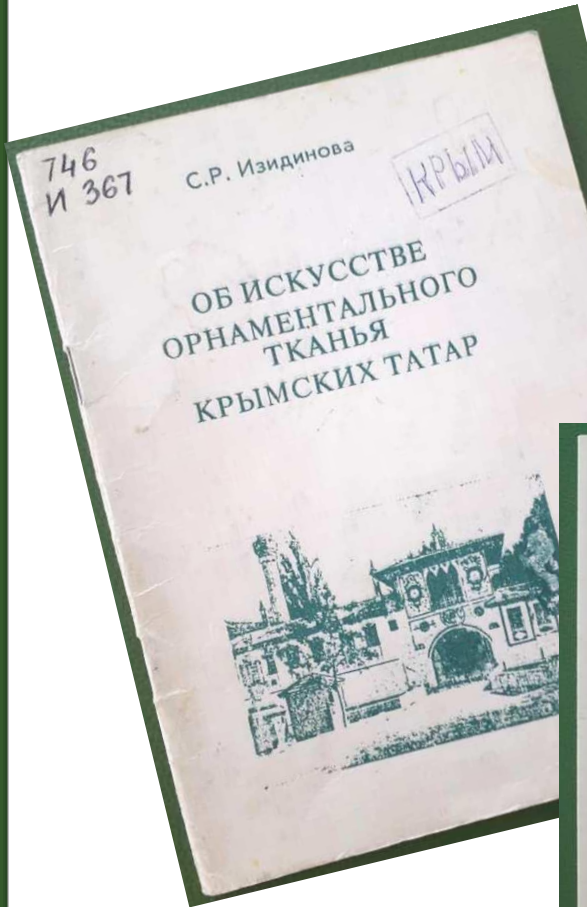 746
И 367
С.Р. Изидинова
КРЫМ
ОБ ИСКУССТВЕ
ОРНАМЕНТАЛЬНОГО
ТКАНЬЯ
КРЫМСКИХ ТАТАР